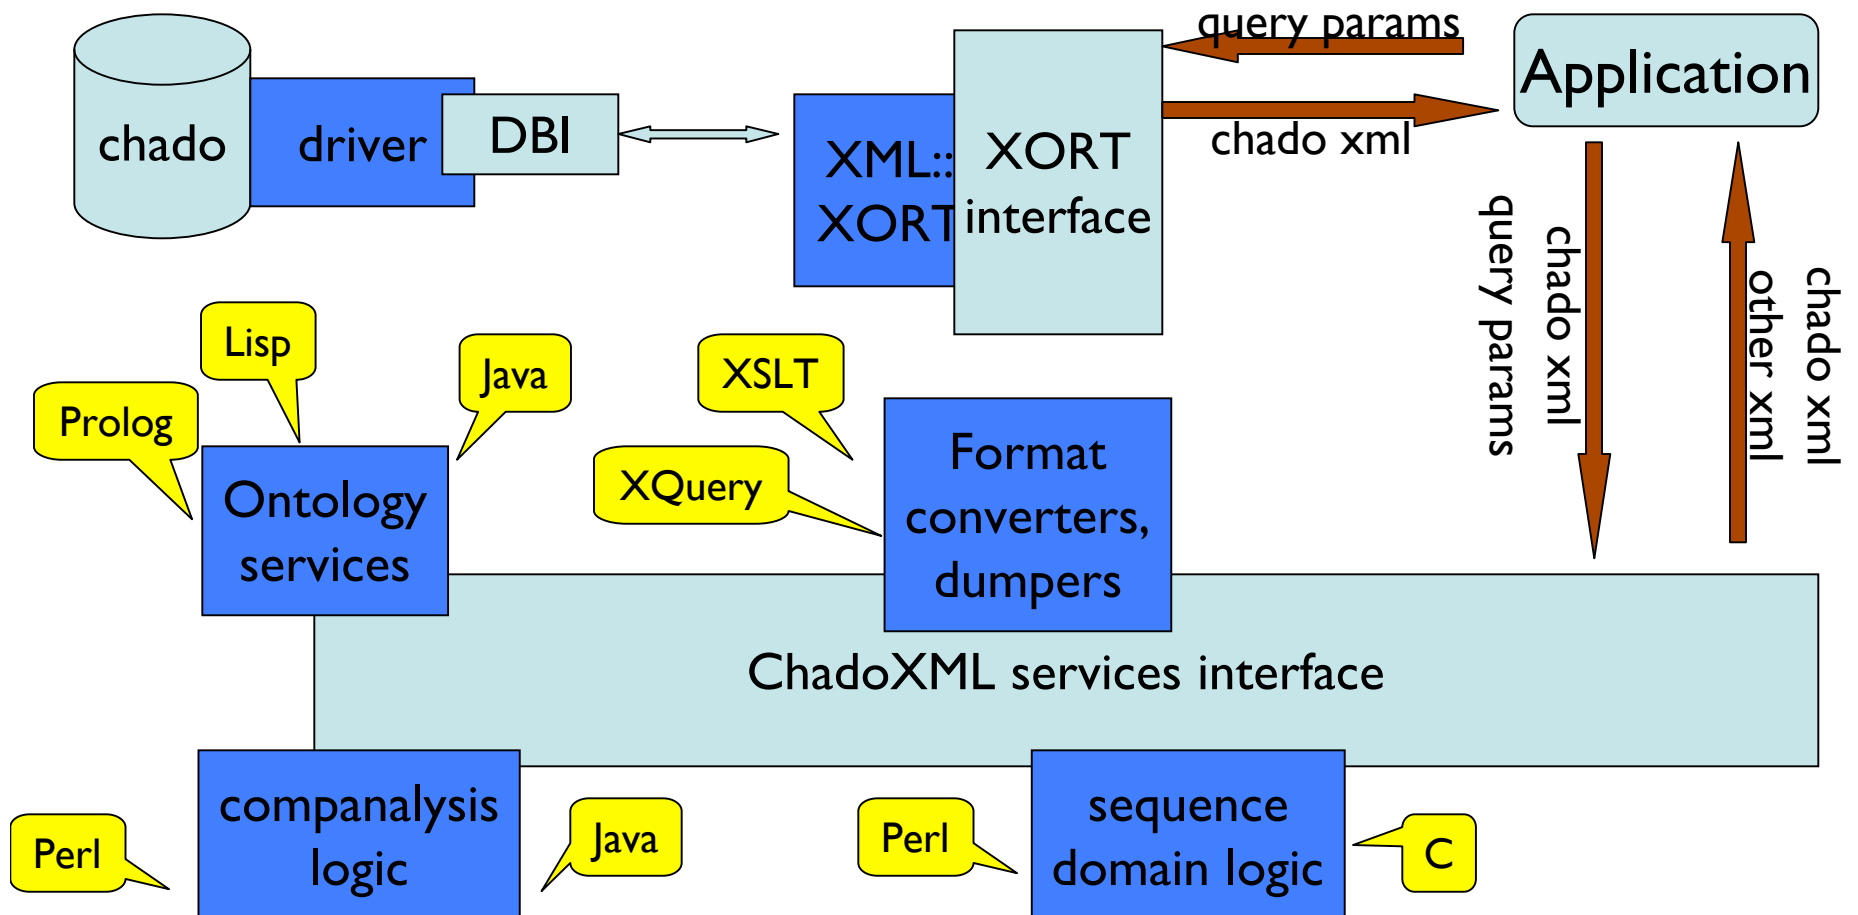 query params
Application
chado
driver
DBI
XML::
XORT
XORT
interface
chado xml
query params
chado xml
other xml
chado xml
Lisp
Java
XSLT
Prolog
XQuery
Ontology
services
Format
converters,
dumpers
ChadoXML services interface
companalysis
logic
sequence
domain logic
Perl
Java
Perl
C